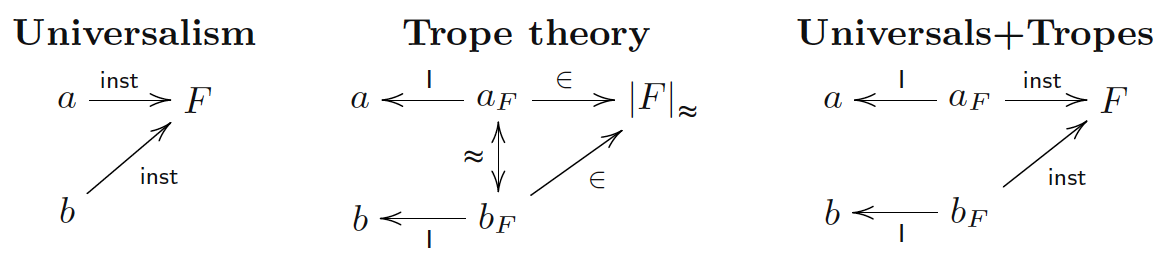 Universalism Trope theory Universals+Tropes
inst I ∈ I inst
a F a a_F |F|_≈ a a_F F
≈
inst ∈ inst
b b b_F b b_F
I I